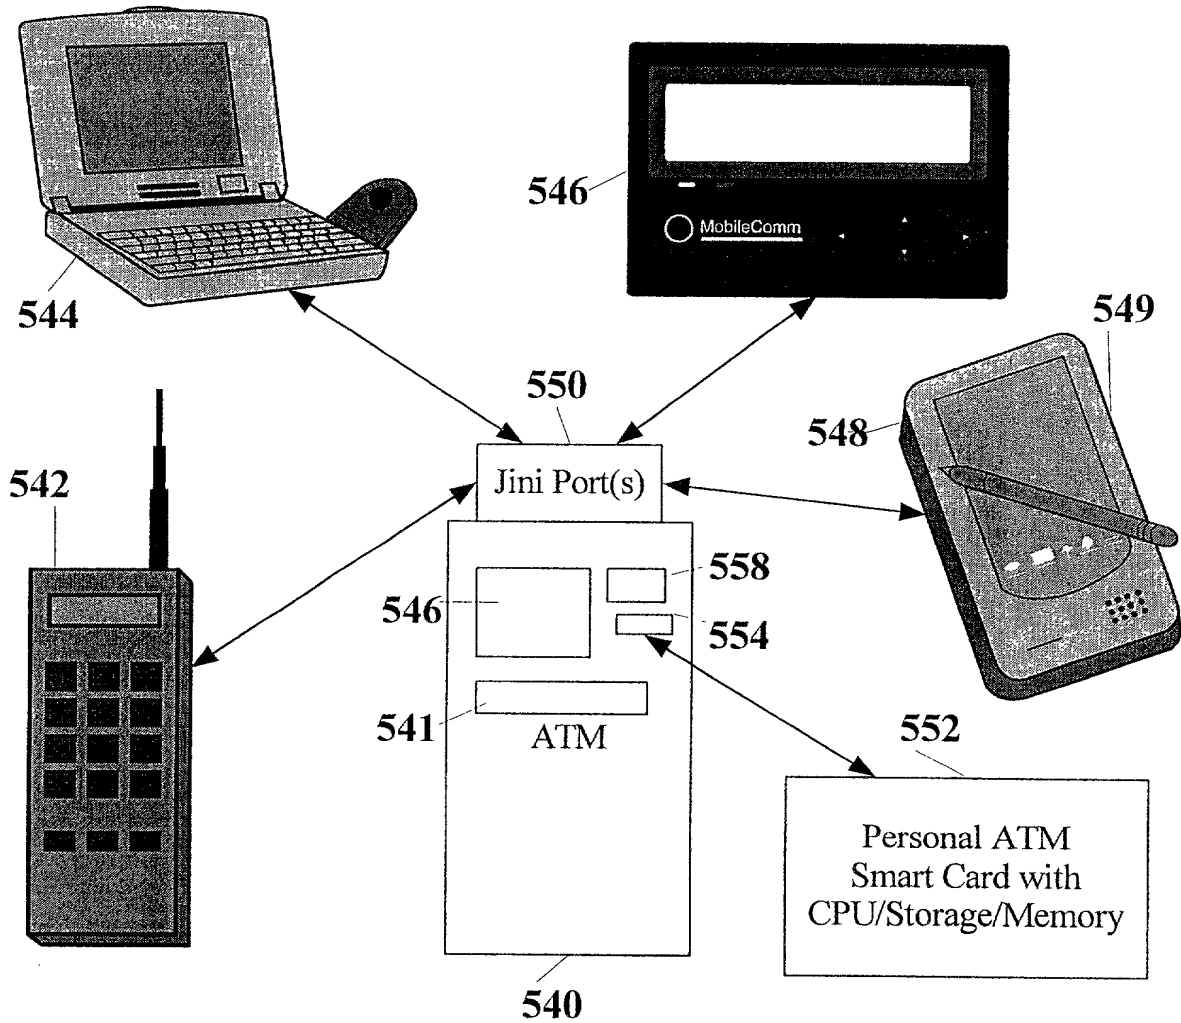 546
MobileComm
544
549
550
548
Jini Port(s)
542
558
546
554
541
ATM
552
Personal ATM
Smart Card with
CPU/Storage/Memory
540